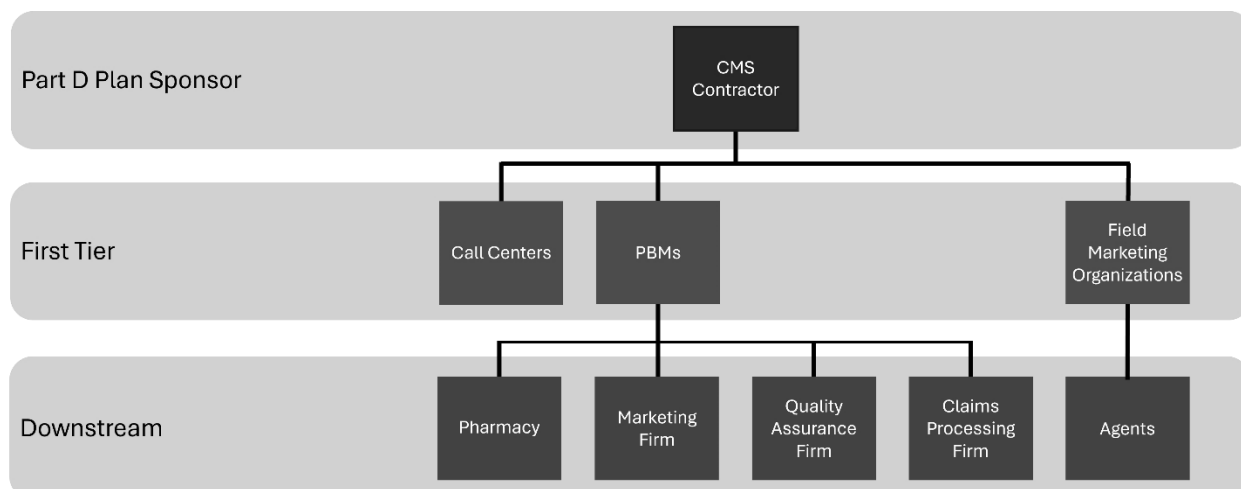 Part D Plan Sponsor
CMS
Contractor
First Tier
Call Centers
PBMs
Field
Marketing
Organizations
Downstream
Pharmacy
Marketing
Firm
Quality
Assurance
Firm
Claims
Processing
Firm
Agents